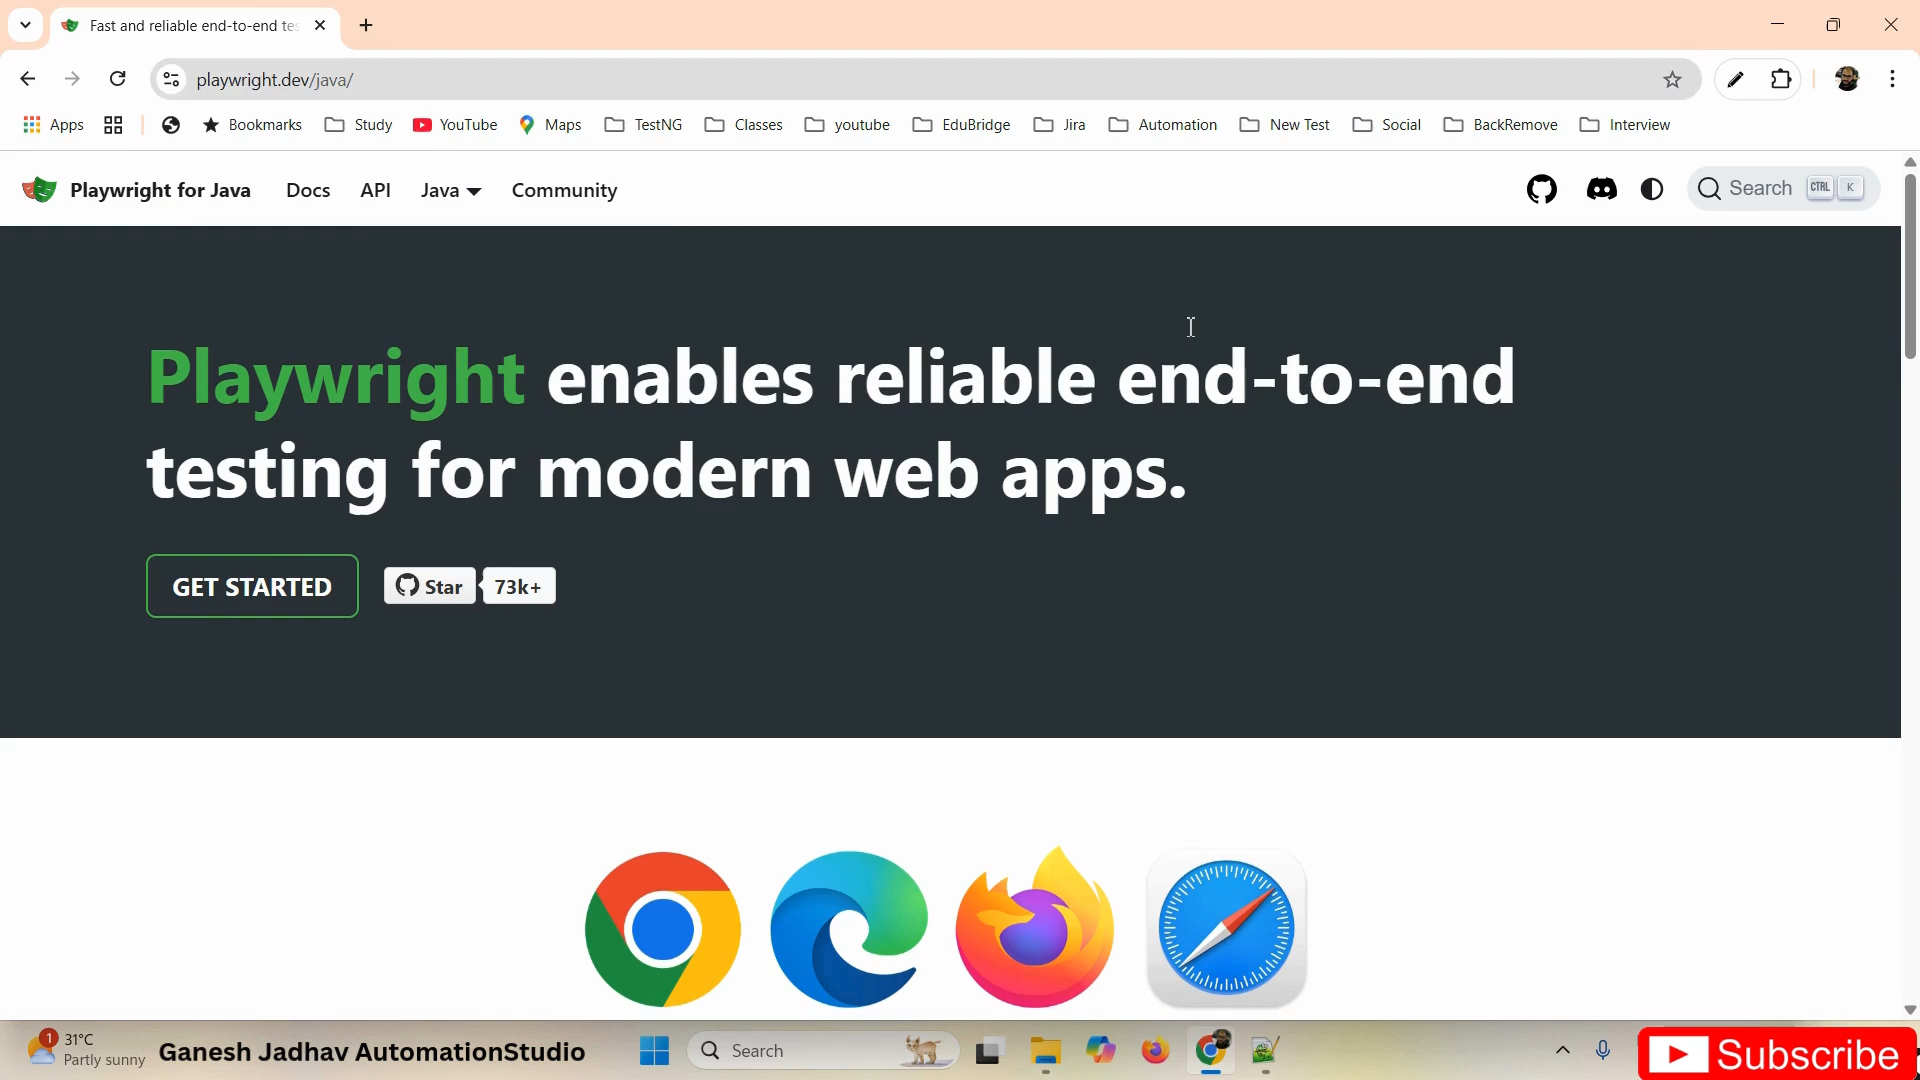 Fast and reliable end-to-end te
playwright.dev/java/
Apps
Bookmarks
Study
YouTube
Maps
TestNG
Classes
youtube
EduBridge
Jira
Automation
New Test
Social
BackRemove
Interview
Playwright for Java
Docs
API
Java
Community
Search
CTRL
K
Playwright enables reliable end-to-end
testing for modern web apps.
GET STARTED
Star
73k+
1
31°C
Partly sunny
Ganesh Jadhav AutomationStudio
Search
Subscribe